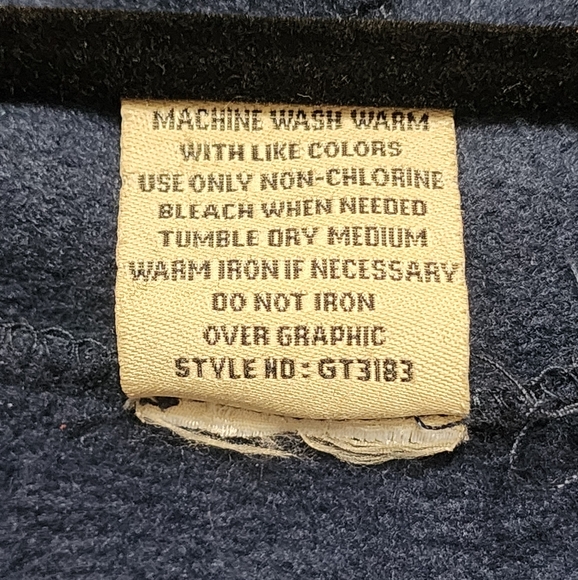 MACHINE WASH WARM
WITH LIKE COLORS
USE ONLY NON-CHLORINE
BLEACH WHEN NEEDED
TUMBLE DRY MEDIUM
WARM IRON IF NECESSARY
DO NOT IRON
OVER GRAPHIC
STYLE NO: GT3183